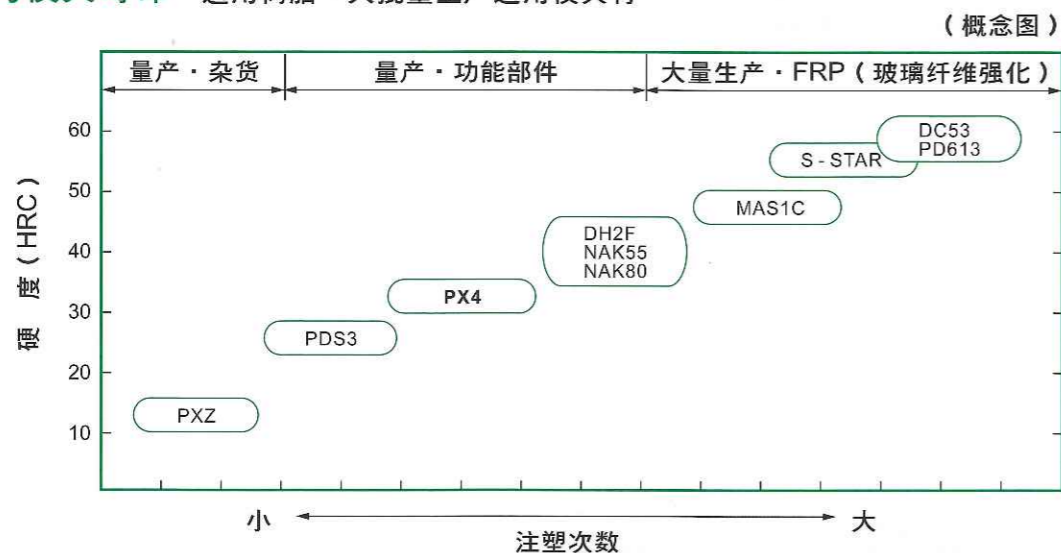 (概念图)
量产·杂货
量产·功能部件
大量生产·FRP(玻璃纤维强化)
硬 度(HRC)
60
50
40
30
20
10
DC53
PD613
S-STAR
MAS1C
DH2F
NAK55
NAK80
PX4
PDS3
PXZ
小
大
注塑次数